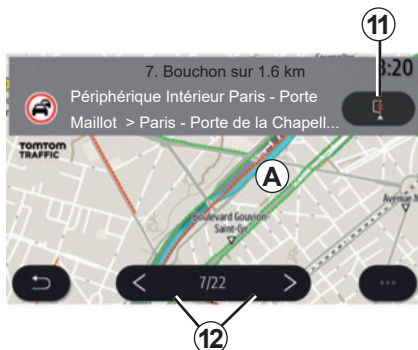 11
7. Bouchon sur 1.6 km
3:20
Périphérique Intérieur Paris - Porte
Maillot > Paris - Porte de la Chapell...
TOMTOM
TRAFFIC
A
Avenue
Boulevard Gouvion
Saint-Cyr
7/22
12